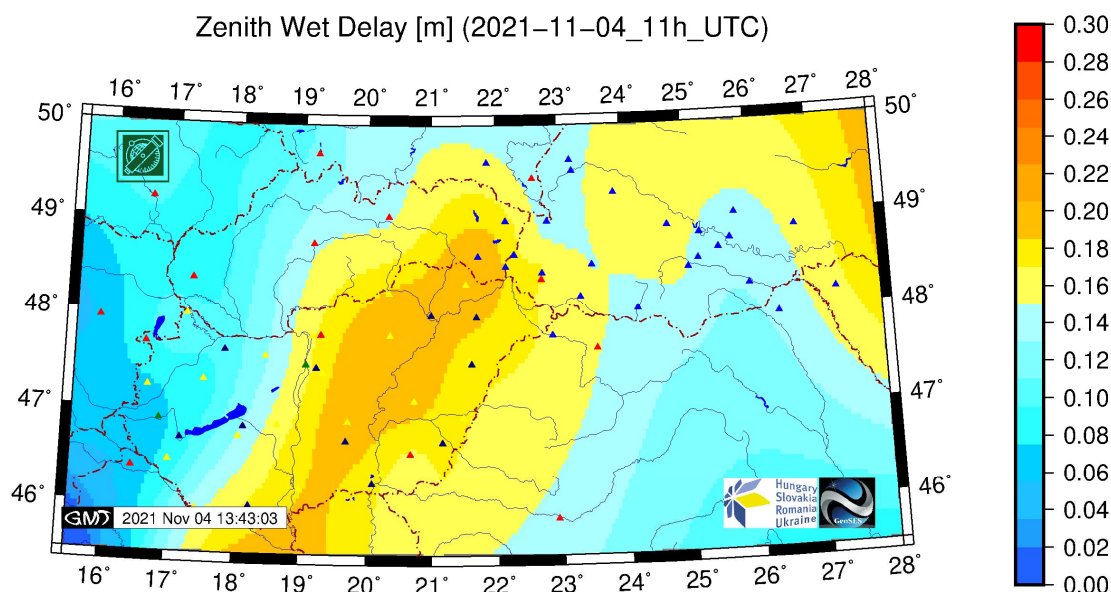 Zenith Wet Delay [m] (2021−11−04_11h_UTC)
16˚ 17˚ 18˚ 19˚ 20˚ 21˚ 22˚ 23˚ 24˚ 25˚ 26˚ 27˚ 28˚
50˚ 50˚
49˚ 49˚
48˚ 48˚
47˚ 47˚
46˚ 46˚
16˚ 17˚ 18˚ 19˚ 20˚ 21˚ 22˚ 23˚ 24˚ 25˚ 26˚ 27˚ 28˚
GMT 2021 Nov 04 13:43:03
Hungary
Slovakia
Romania
Ukraine
GeoSES
0.30
0.28
0.26
0.24
0.22
0.20
0.18
0.16
0.14
0.12
0.10
0.08
0.06
0.04
0.02
0.00